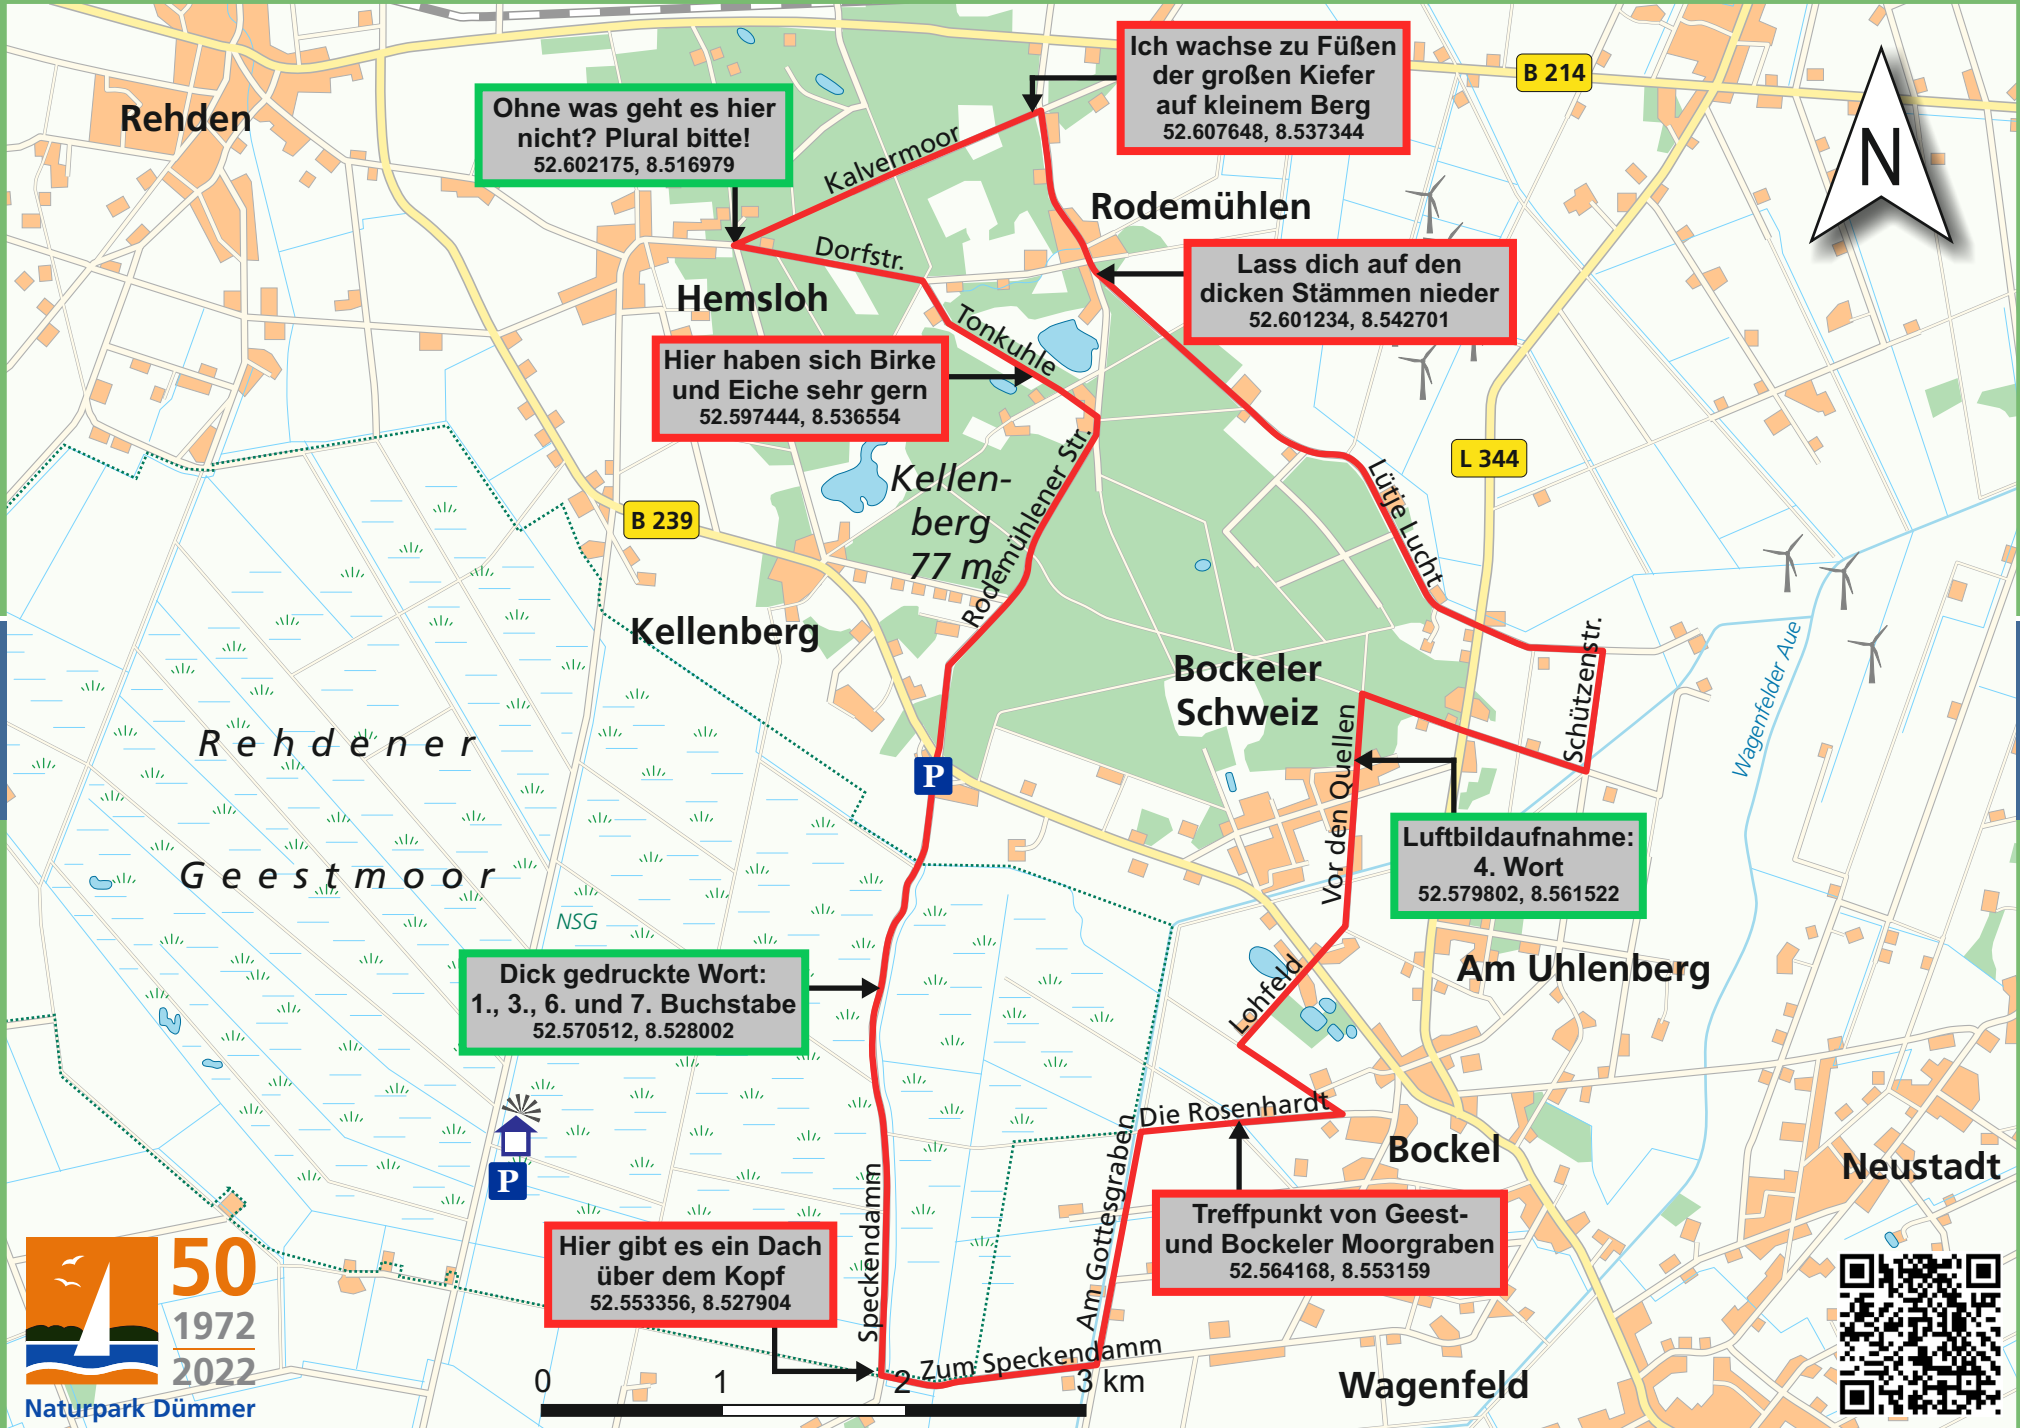 Rehden
Ohne was geht es hier
nicht? Plural bitte!
52.602175, 8.516979
Ich wachse zu Füßen
der großen Kiefer
auf kleinem Berg
52.607648, 8.537344
B 214
N
Kalvermoor
Rodemühlen
Dorfstr.
Hemsloh
Lass dich auf den
dicken Stämmen nieder
52.601234, 8.542701
Tonkuhle
Hier haben sich Birke
und Eiche sehr gern
52.597444, 8.536554
Kellen-
berg
77 m
Rodemühlener Str.
L 344
Lütje Lucht
B 239
Kellenberg
Bockeler
Schweiz
Schützenstr.
Wagenfelder Aue
Rehdener
Geestmoor
P
Vor den Quellen
Luftbildaufnahme:
4. Wort
52.579802, 8.561522
NSG
Dick gedruckte Wort:
1., 3., 6. und 7. Buchstabe
52.570512, 8.528002
Am Uhlenberg
Lohfeld
Die Rosenhardt
Bockel
Neustadt
P
Am Gottesgraben
Speckendamm
Treffpunkt von Geest-
und Bockeler Moorgraben
52.564168, 8.553159
Hier gibt es ein Dach
über dem Kopf
52.553356, 8.527904
Zum Speckendamm
Wagenfeld
0 1 2 3 km
50
1972
2022
Naturpark Dümmer